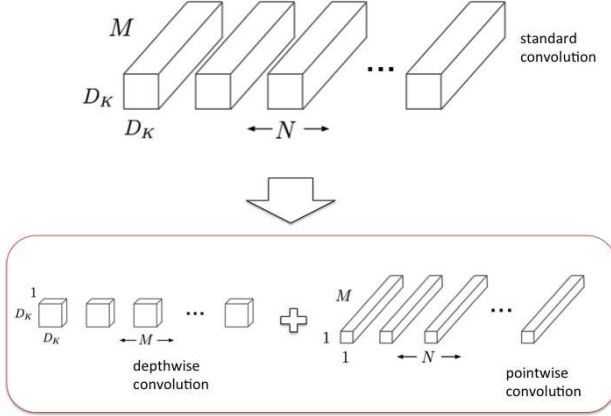 M
standard
convolution
...
D_K
D_K
N
1
D_K
...
D_K
M
depthwise
convolution
M
...
1
1
N
pointwise
convolution